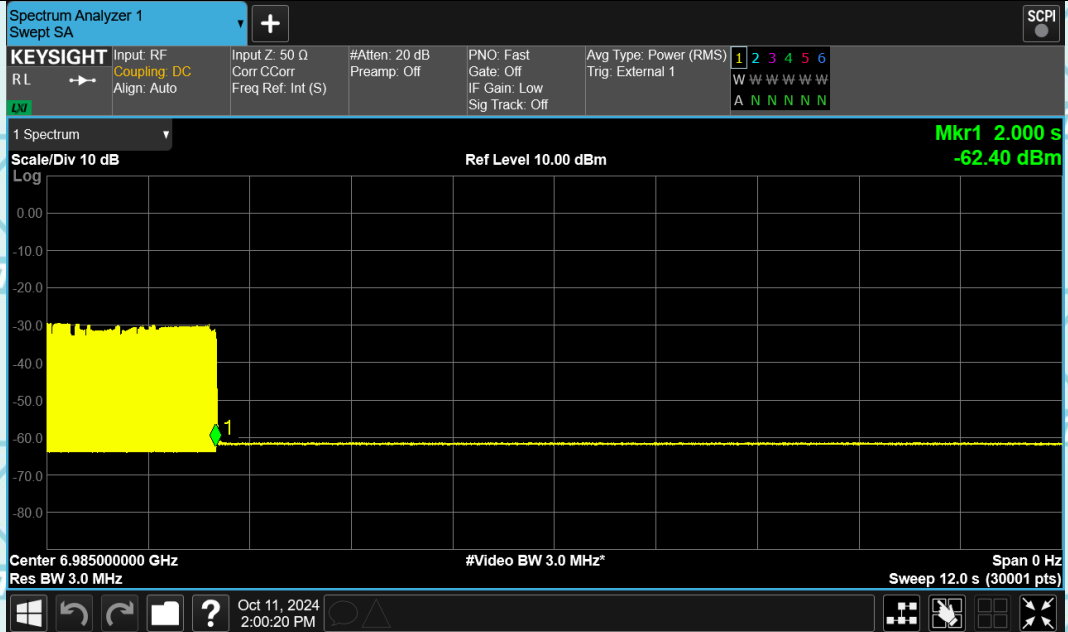 Spectrum Analyzer 1
Swept SA
+
SCPI
KEYSIGHT
R L
LXI
Input: RF
Coupling: DC
Align: Auto
Input Z: 50 Ω
Corr CCorr
Freq Ref: Int (S)
#Atten: 20 dB
Preamp: Off
PNO: Fast
Gate: Off
IF Gain: Low
Sig Track: Off
Avg Type: Power (RMS)
Trig: External 1
1 2 3 4 5 6
W W W W W W
A N N N N N
1 Spectrum
Scale/Div 10 dB
Ref Level 10.00 dBm
Mkr1 2.000 s
-62.40 dBm
Log
0.00
-10.0
-20.0
-30.0
-40.0
-50.0
-60.0
-70.0
-80.0
1
Center 6.985000000 GHz
Res BW 3.0 MHz
#Video BW 3.0 MHz*
Span 0 Hz
Sweep 12.0 s (30001 pts)
?
Oct 11, 2024
2:00:20 PM